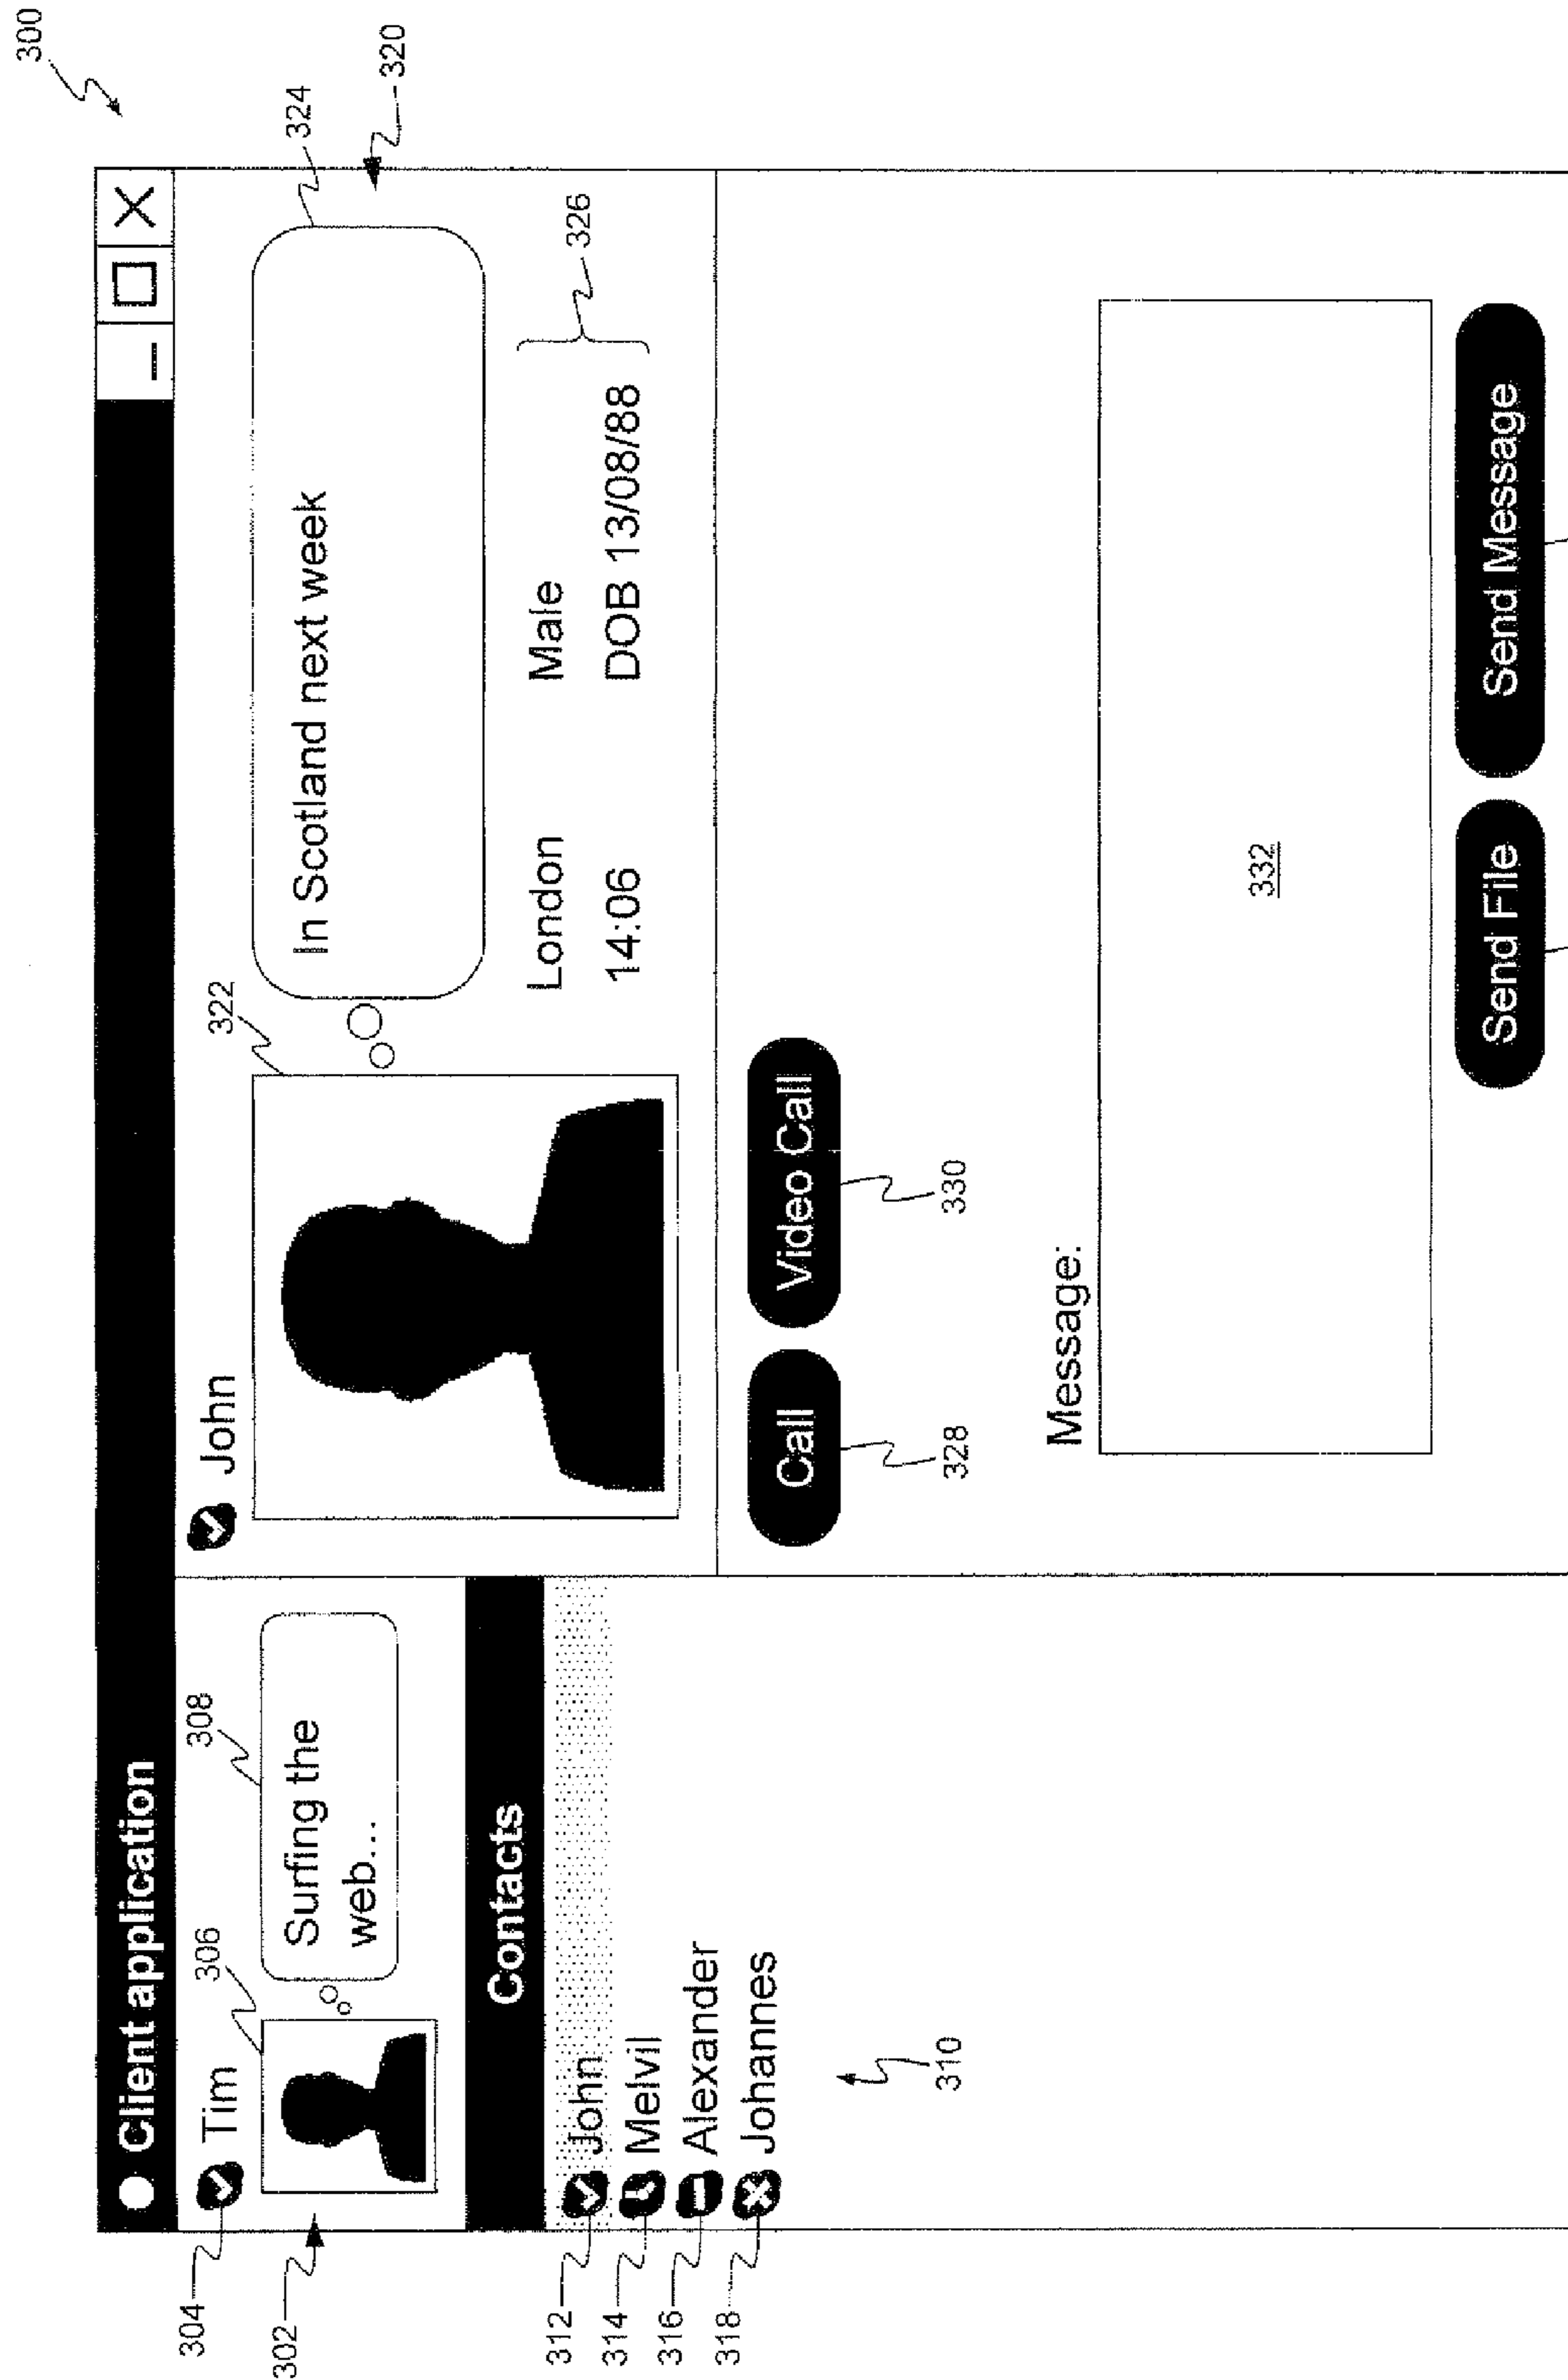 300
Client application
304
Tim
306
308
Surfing the
web...
302
Contacts
312
John
314
Melvil
316
Alexander
318
Johannes
310
John
322
324
In Scotland next week
320
London Male
14:06 DOB 13/08/88
326
Call Video Call
328
330
Message:
332
Send File Send Message